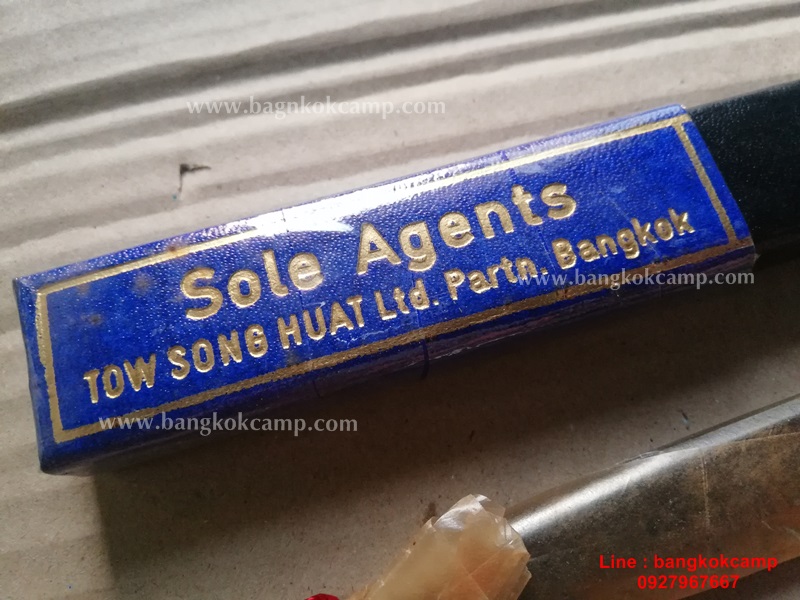 www.bagnkokcamp.com
Sole Agents
TOW SONG HUAT Ltd. Partn. Bangkok
www.bangkokcamp.com
www.bangkokcamp.com
Line : bangkokcamp
0927967667